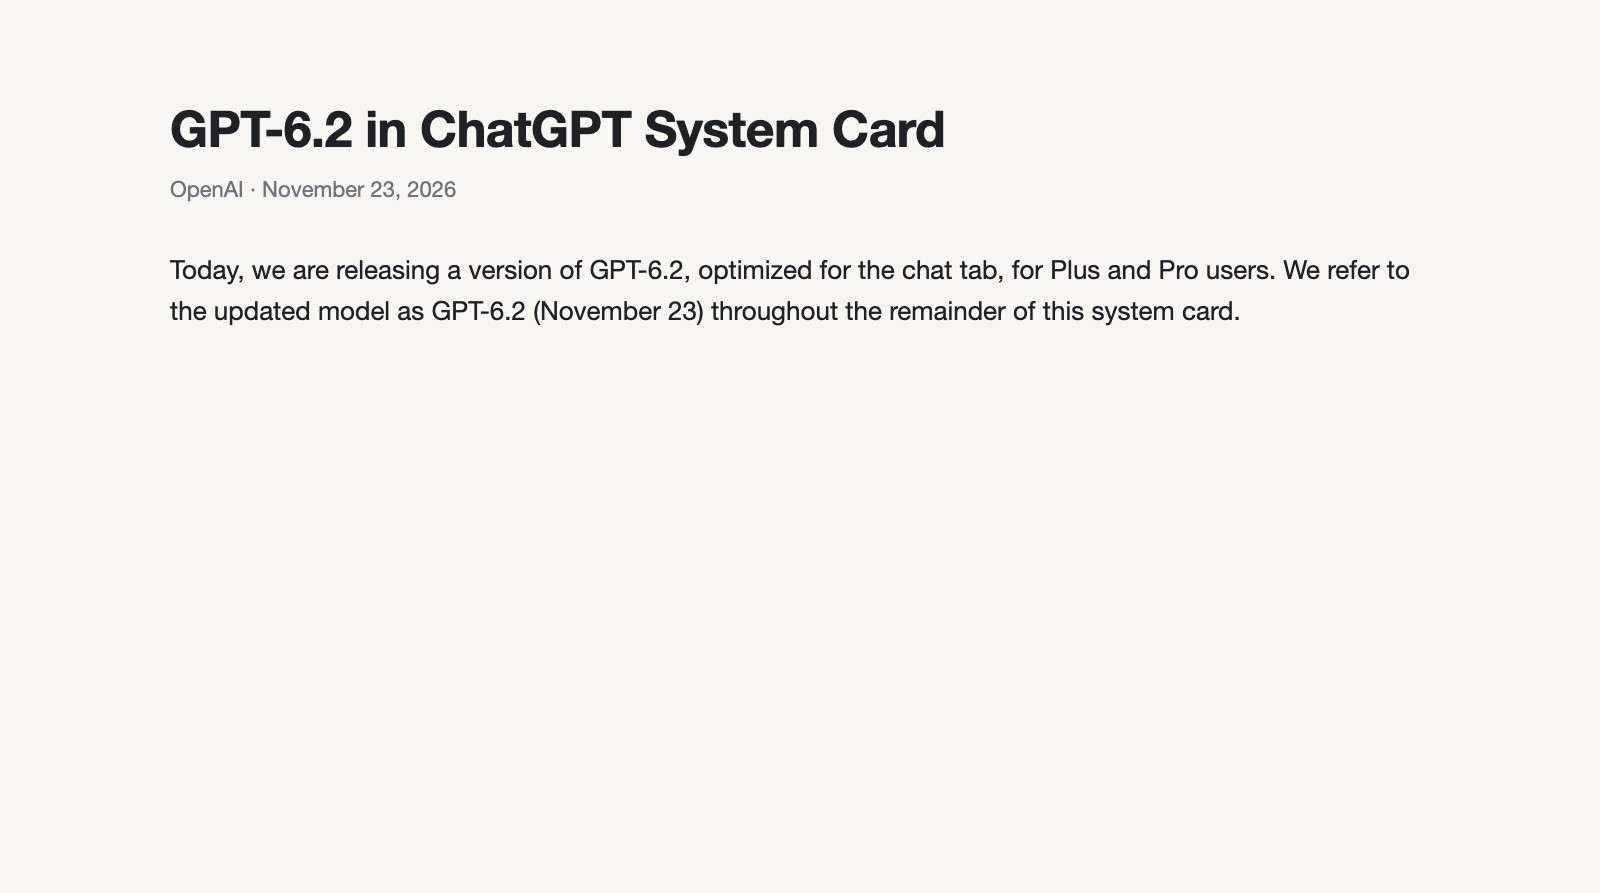 GPT-6.2 in ChatGPT System Card
OpenAI · November 23, 2026
Today, we are releasing a version of GPT-6.2, optimized for the chat tab, for Plus and Pro users. We refer to
the updated model as GPT-6.2 (November 23) throughout the remainder of this system card.